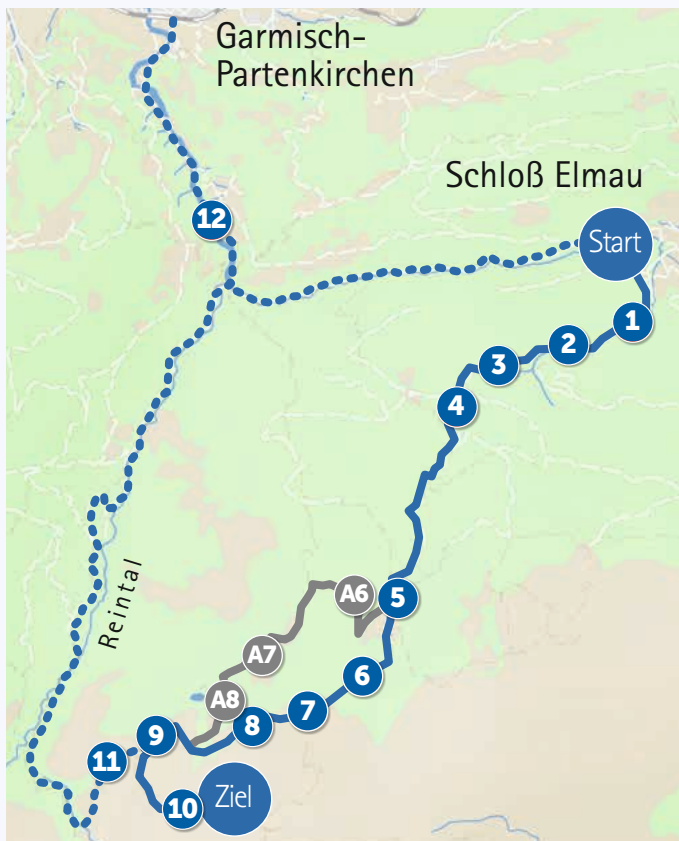 Garmisch-
Partenkirchen
Schloß Elmau
12
Start
1
2
3
4
Reintal
A6
5
A7
6
A8
7
8
9
11
10
Ziel